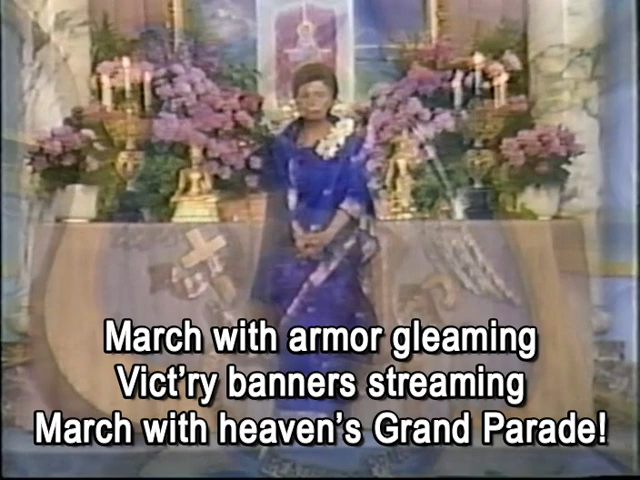 March with armor gleaming
Vict'ry banners streaming
March with heaven's Grand Parade!